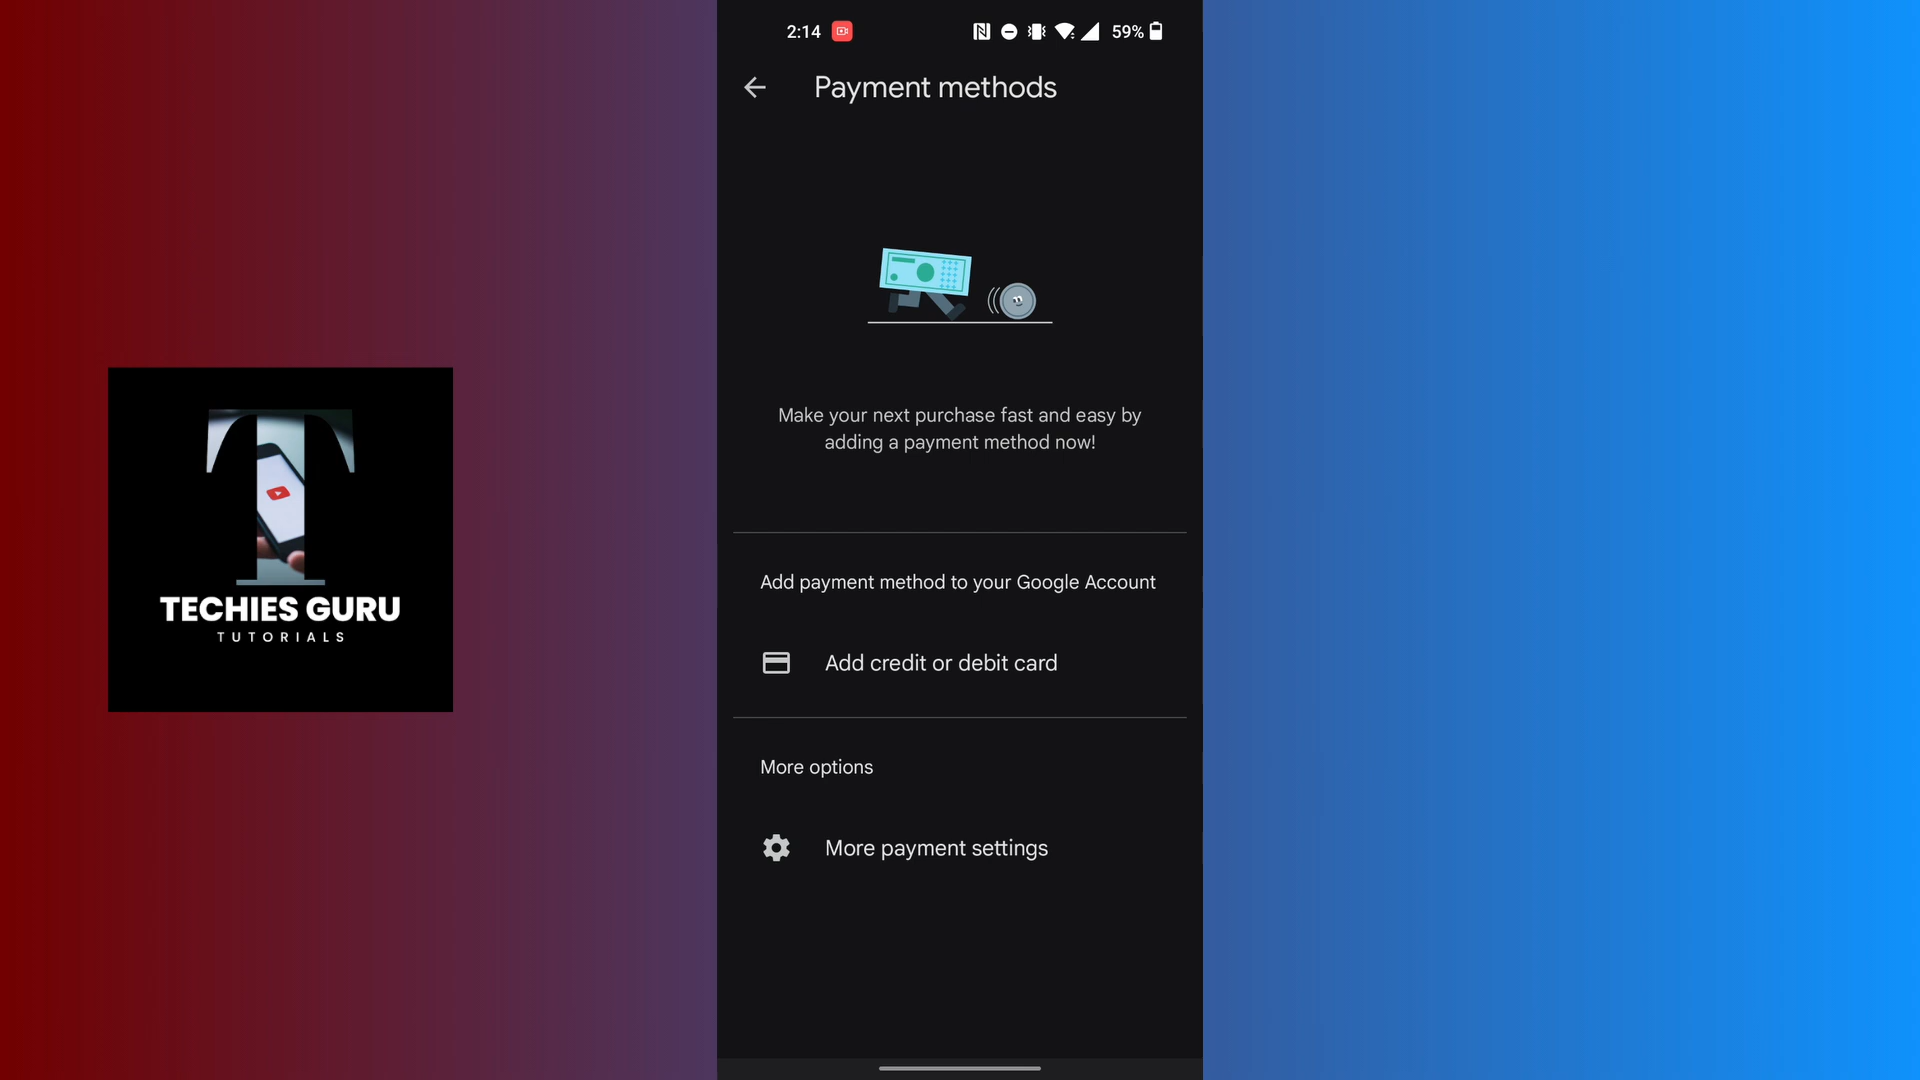 2:14
59%
Payment methods
Make your next purchase fast and easy by
adding a payment method now!
Add payment method to your Google Account
Add credit or debit card
More options
More payment settings
T
TECHIES GURU
TUTORIALS